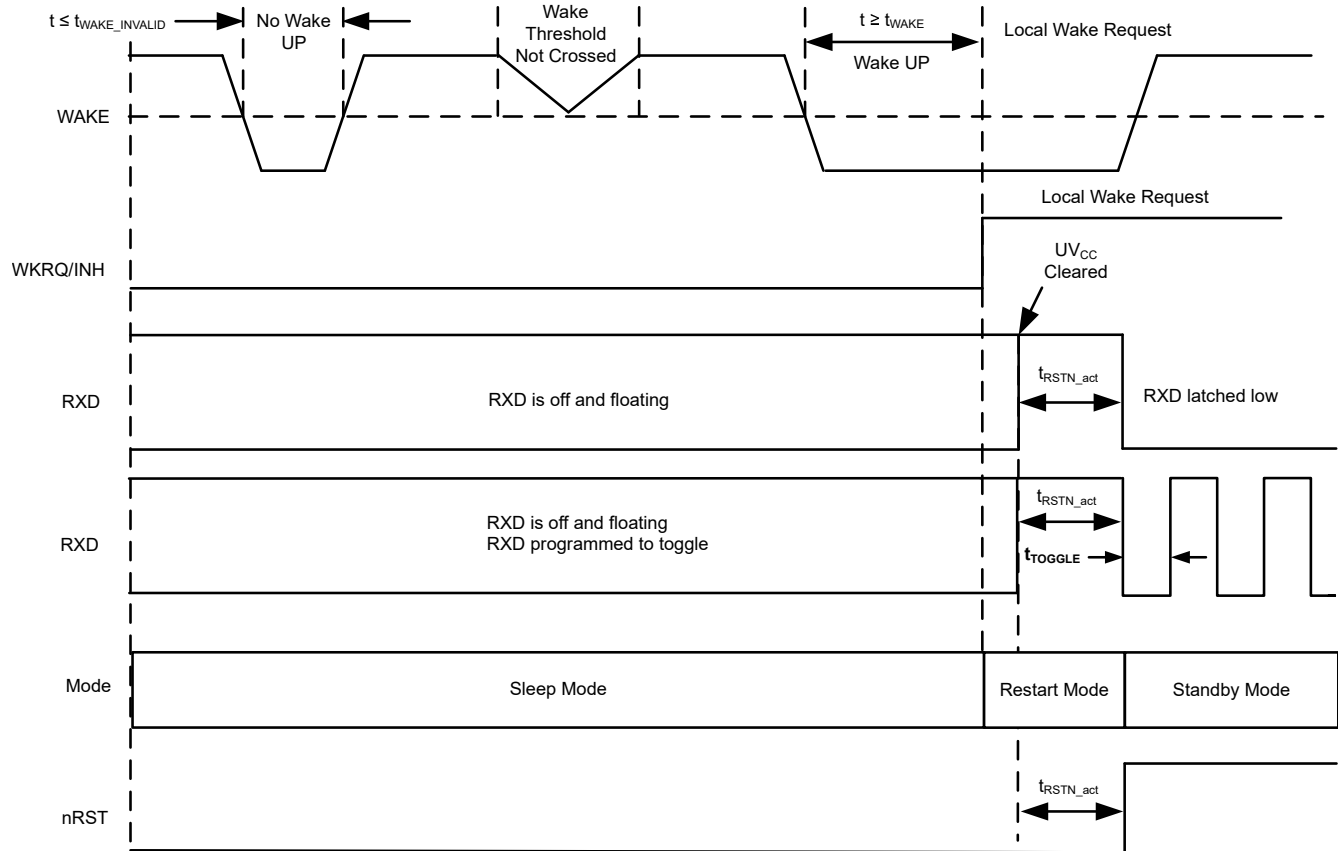 t ≤ tWAKE_INVALID
No Wake
UP
Wake
Threshold
Not Crossed
t ≥ tWAKE
Wake UP
Local Wake Request
WAKE
Local Wake Request
WKRQ/INH
UVCC
Cleared
RXD
RXD is off and floating
tRSTN_act
RXD latched low
RXD
RXD is off and floating
RXD programmed to toggle
tRSTN_act
tTOGGLE
Mode
Sleep Mode
Restart Mode
Standby Mode
nRST
tRSTN_act